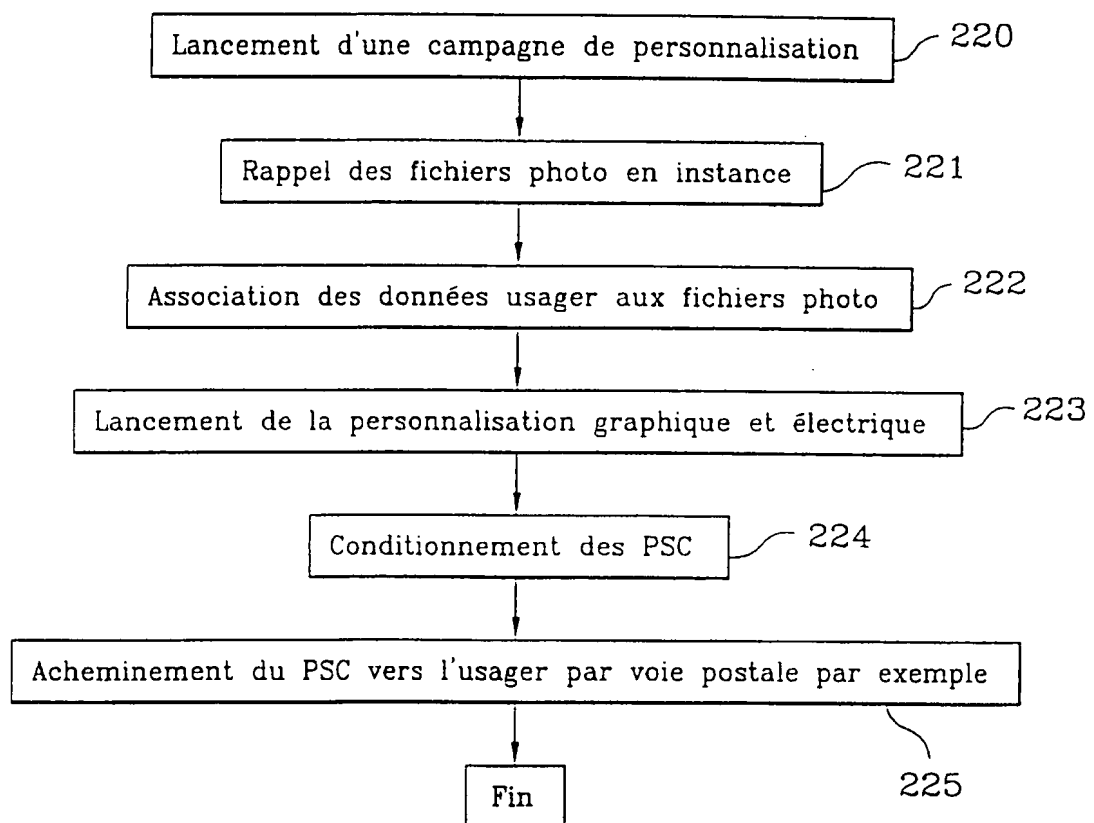 Lancement d'une campagne de personnalisation
220
Rappel des fichiers photo en instance
221
Association des données usager aux fichiers photo
222
Lancement de la personnalisation graphique et électrique
223
Conditionnement des PSC
224
Acheminement du PSC vers l'usager par voie postale par exemple
225
Fin